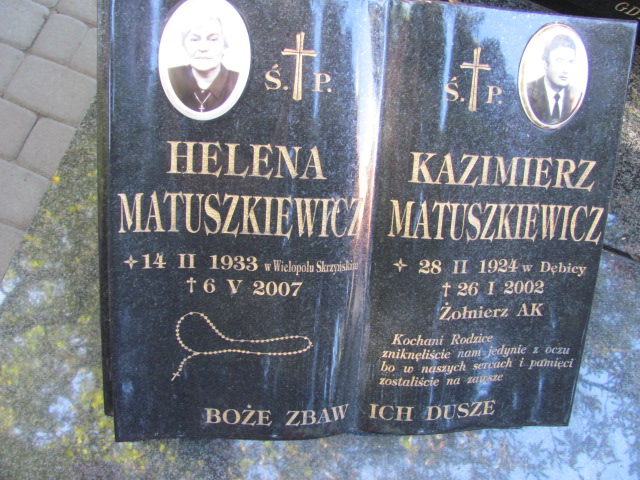 Ś. P.
HELENA
MATUSZKIEWICZ
14 II 1933 w Wielopolu Skrzyńskim
† 6 V 2007
Ś. P.
KAZIMIERZ
MATUSZKIEWICZ
28 II 1924 w Dębicy
† 26 I 2002
Żołnierz AK
Kochani Rodzice
zniknęliście nam jedynie z oczu
bo w naszych sercach i pamięci
zostaliście na zawsze
BOŻE ZBAW ICH DUSZE